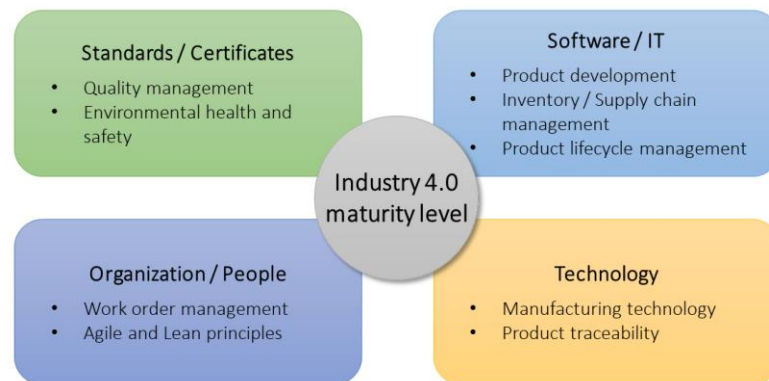 Standards / Certificates
• Quality management
• Environmental health and
safety
Software / IT
• Product development
• Inventory / Supply chain
management
• Product lifecycle management
Industry 4.0
maturity level
Organization / People
• Work order management
• Agile and Lean principles
Technology
• Manufacturing technology
• Product traceability